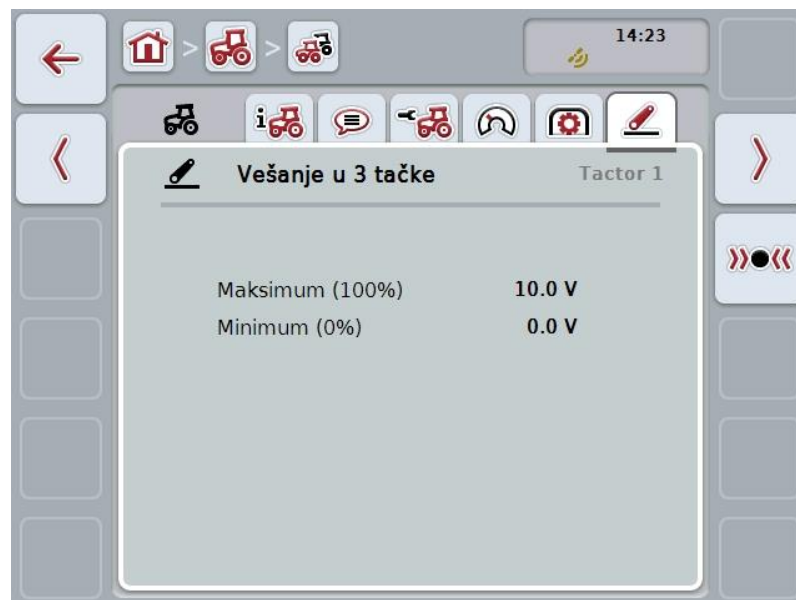 14:23
Vešanje u 3 tačke
Tactor 1
Maksimum (100%) 10.0 V
Minimum (0%) 0.0 V